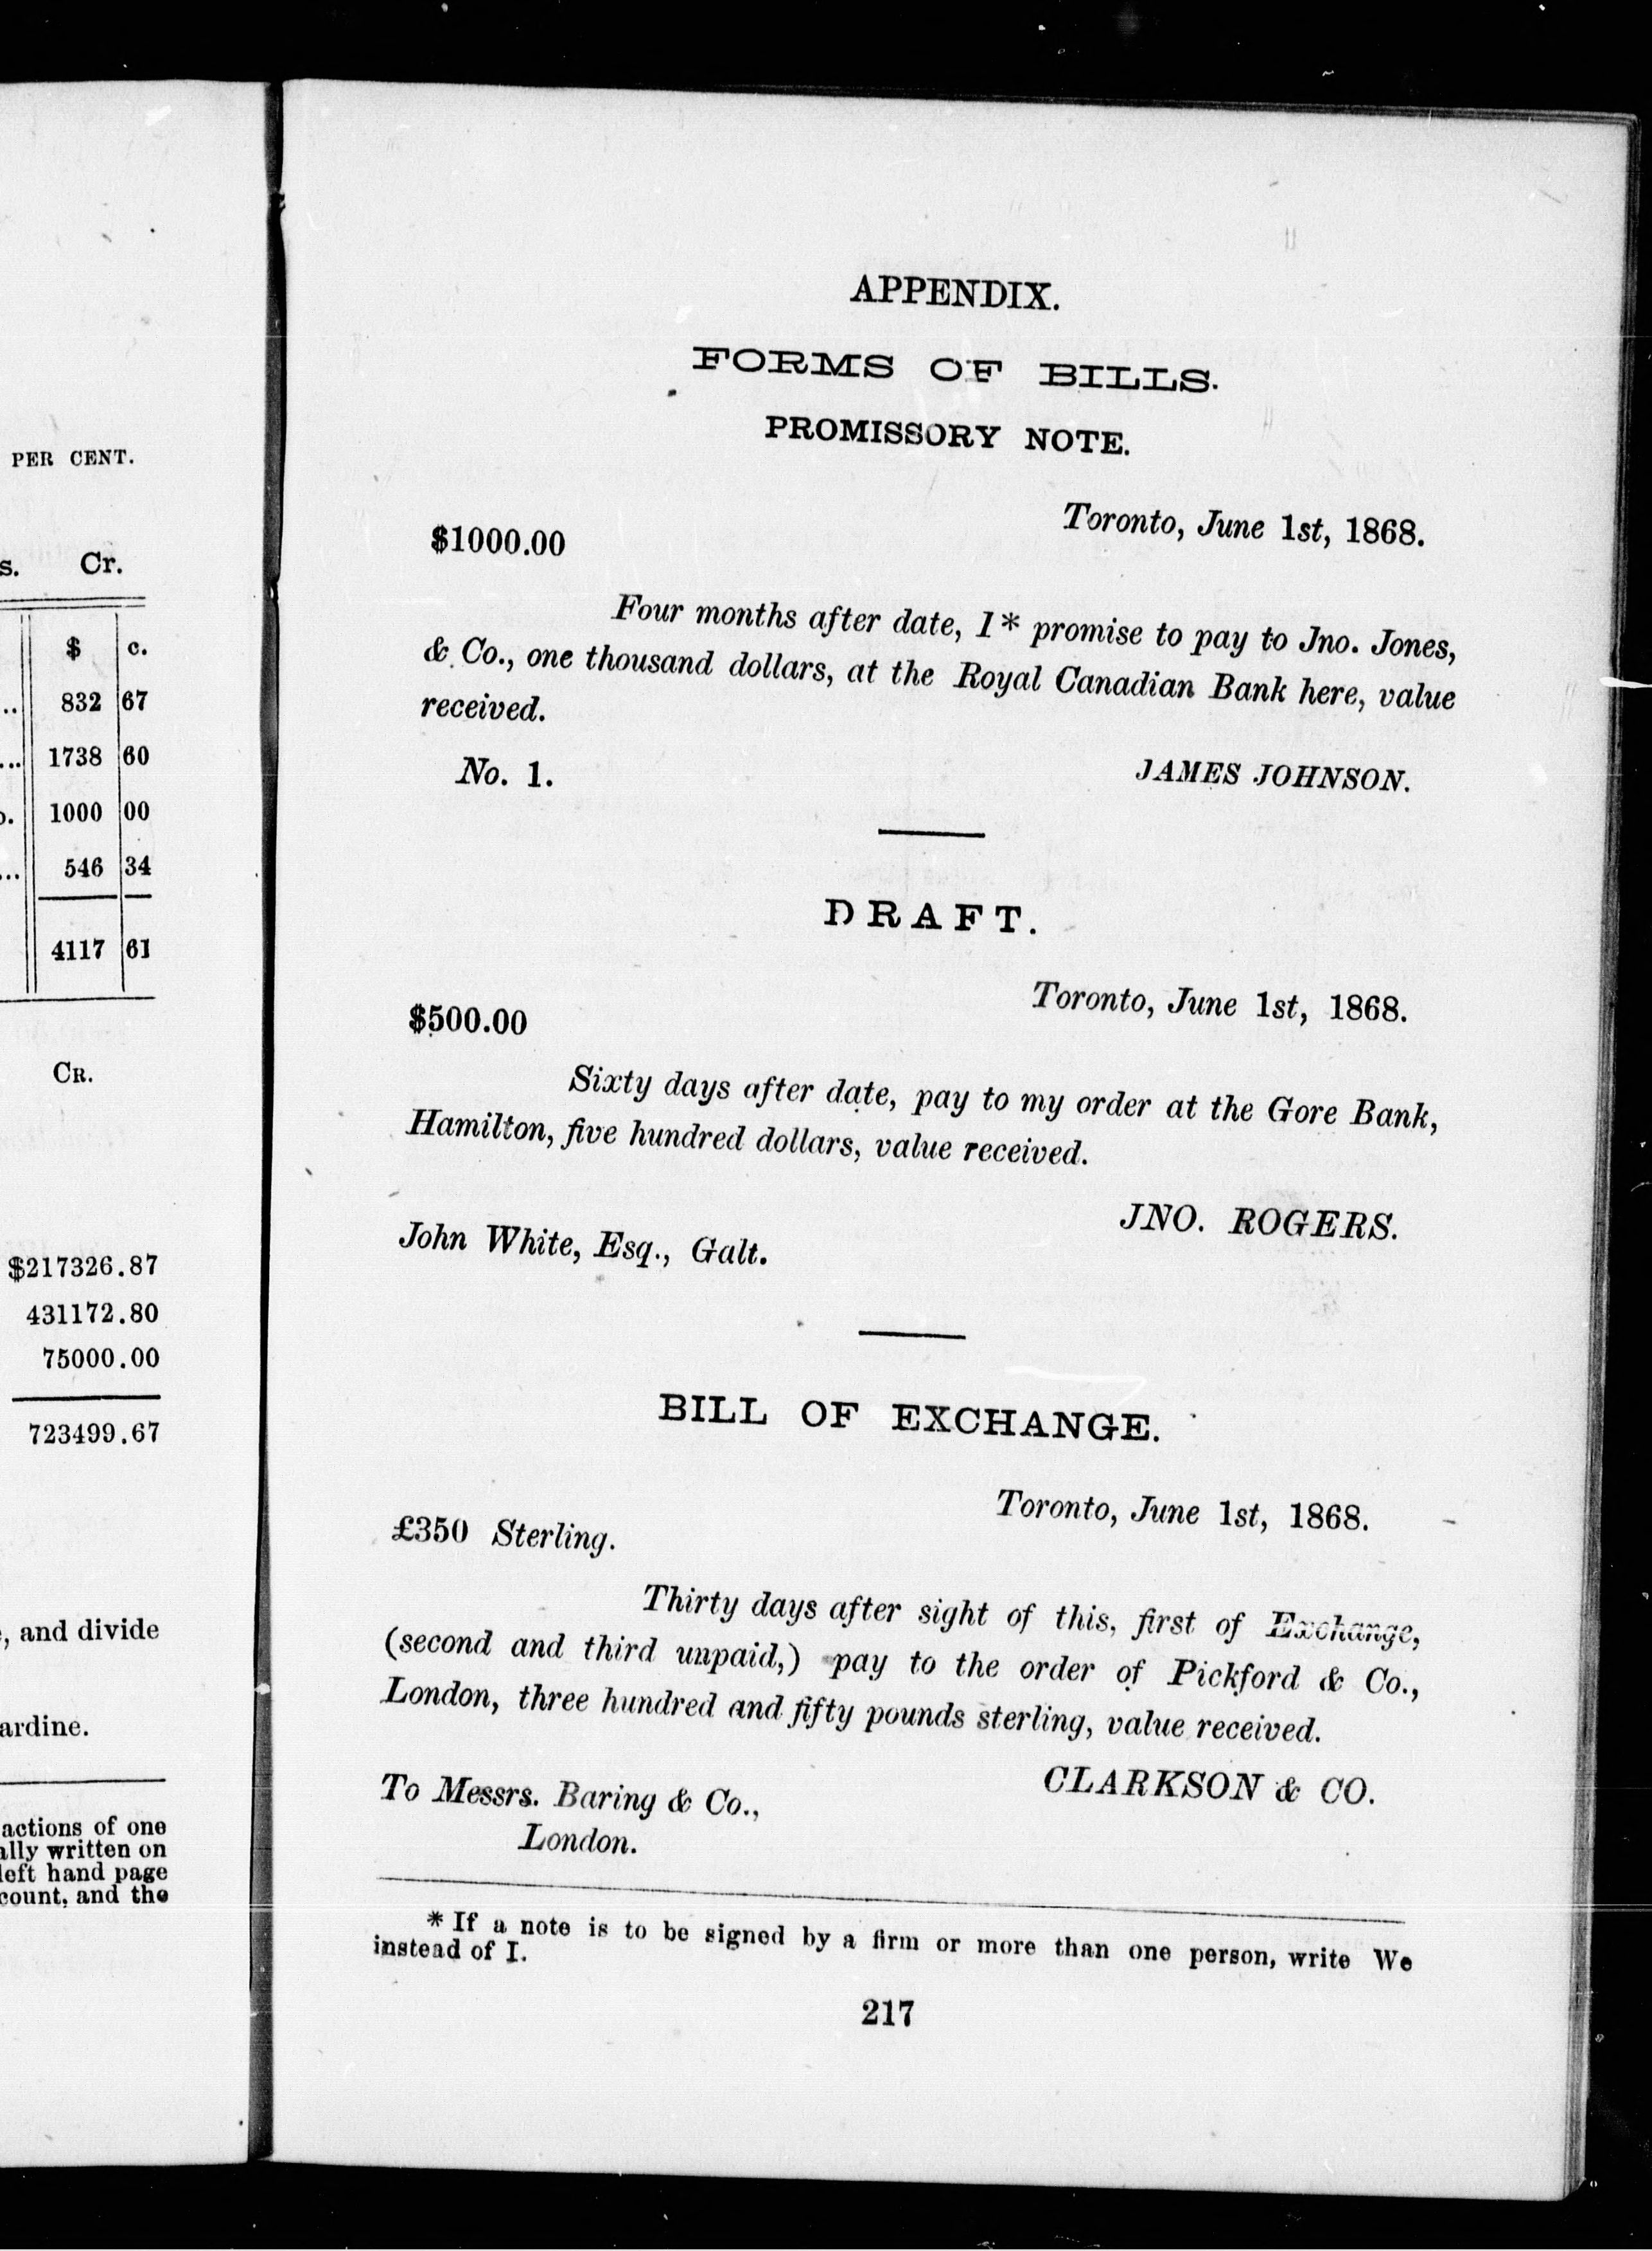 PER CENT.
s. Cr.
$ c.
832 67
1738 60
1000 00
546 34
4117 61
CR.
$217326.87
431172.80
75000.00
723499.67
, and divide
ardine.
actions of one
ally written on
left hand page
count, and the
APPENDIX.
FORMS OF BILLS.
PROMISSORY NOTE.
Toronto, June 1st, 1868.
$1000.00
Four months after date, I* promise to pay to Jno. Jones,
& Co., one thousand dollars, at the Royal Canadian Bank here, value
received.
No. 1. JAMES JOHNSON.
DRAFT.
Toronto, June 1st, 1868.
$500.00
Sixty days after date, pay to my order at the Gore Bank,
Hamilton, five hundred dollars, value received.
JNO. ROGERS.
John White, Esq., Galt.
BILL OF EXCHANGE.
Toronto, June 1st, 1868.
£350 Sterling.
Thirty days after sight of this, first of Exchange,
(second and third unpaid,) pay to the order of Pickford & Co.,
London, three hundred and fifty pounds sterling, value received.
CLARKSON & CO.
To Messrs. Baring & Co.,
London.
* If a note is to be signed by a firm or more than one person, write We
instead of I.
217